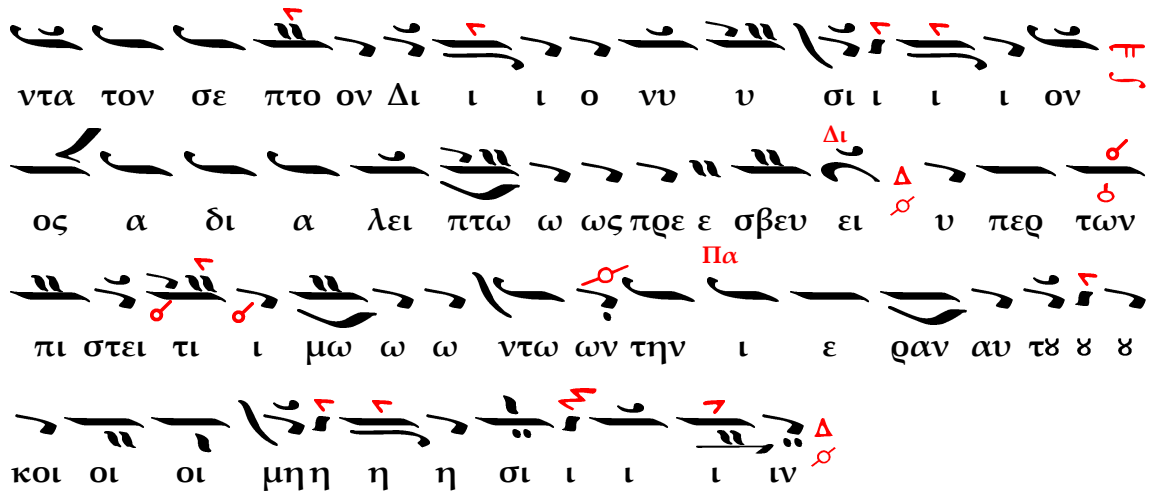 ντα τον σε πτο ον Δι ι ι ο νυ υ σι ι ι ι ον
Δι
ος α δι α λει πτω ω ως πρε ε σβευ ει Δ υ περ των
Πα
πι στει τι ι μω ω ω ντω ων την ι ε ραν αυ τȣ ȣ ȣ
κοι οι οι μη η η η σι ι ι ι ιν Δ